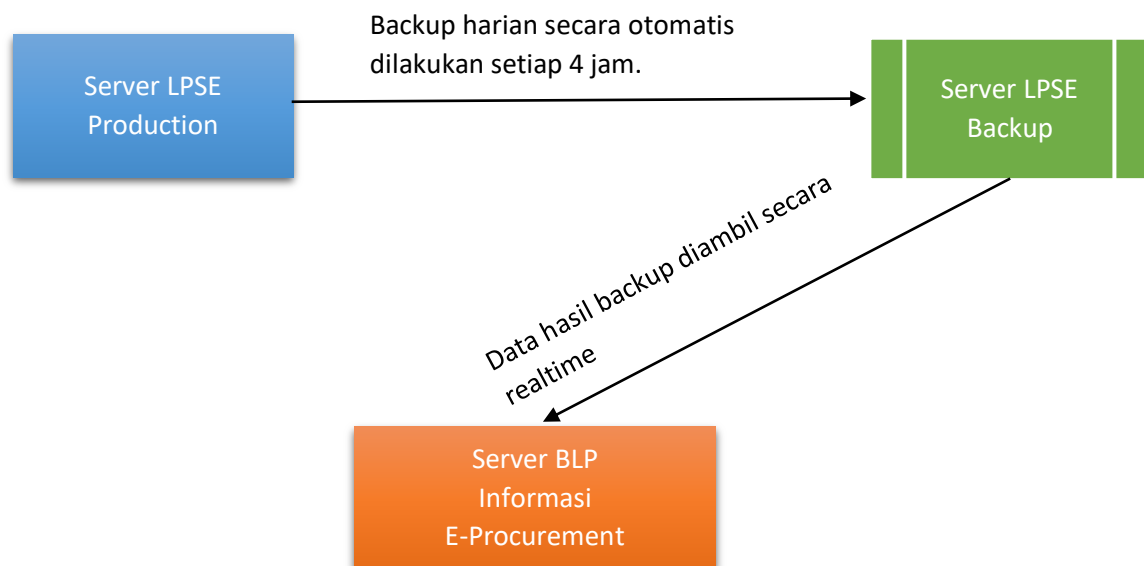 Backup harian secara otomatis
dilakukan setiap 4 jam.
Server LPSE
Production
Server LPSE
Backup
Data hasil backup diambil secara
realtime
Server BLP
Informasi
E-Procurement